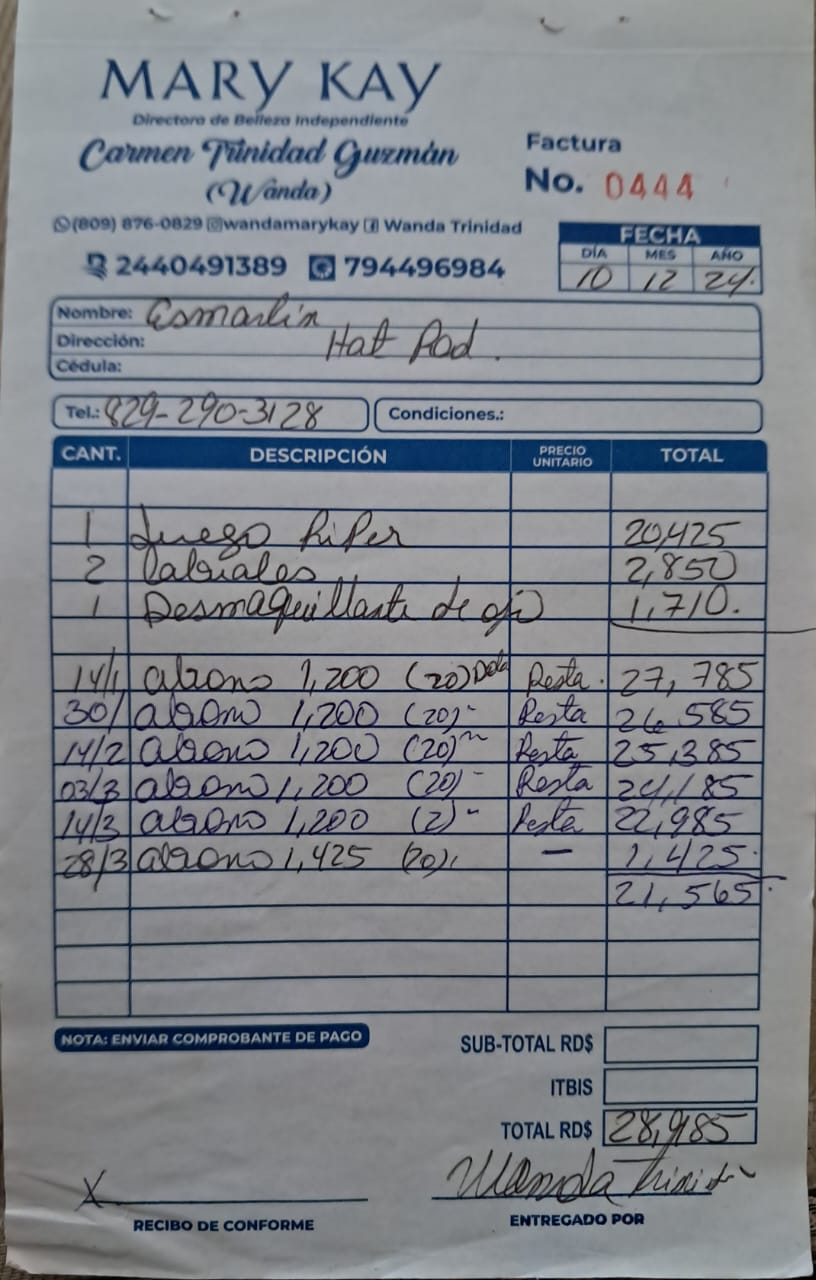 MARY KAY
Directora de Belleza Independiente
Carmen Trinidad Guzmán
(Wanda)
Factura
No. 0444
(809) 876-0829 wandamarykay Wanda Trinidad
2440491389 794496984
FECHA
DÍA MES AÑO
10 12 24.
Nombre: Esmarlin
Dirección: Hat Rod.
Cédula:
Tel.: 829-290-3128 Condiciones.:
CANT. DESCRIPCIÓN PRECIO UNITARIO TOTAL
1 Juego 20,425
2 Labiales 2,850
1 Desmaquillante de ojo 1,710.
14/1 abono 1,200 (20) Resta. 27,785
30/ abono 1,200 (20) Resta 26,585
14/2 abono 1,200 (20) Resta 25,385
03/3 abono 1,200 (20) Resta 24,185
14/3 abono 1,200 (2) Resta 22,985
28/3 abono 1,425 (20) — 1,425.
21,565.
NOTA: ENVIAR COMPROBANTE DE PAGO
SUB-TOTAL RD$
ITBIS
TOTAL RD$ 28,985
X
Wanda Trinidad
RECIBO DE CONFORME
ENTREGADO POR